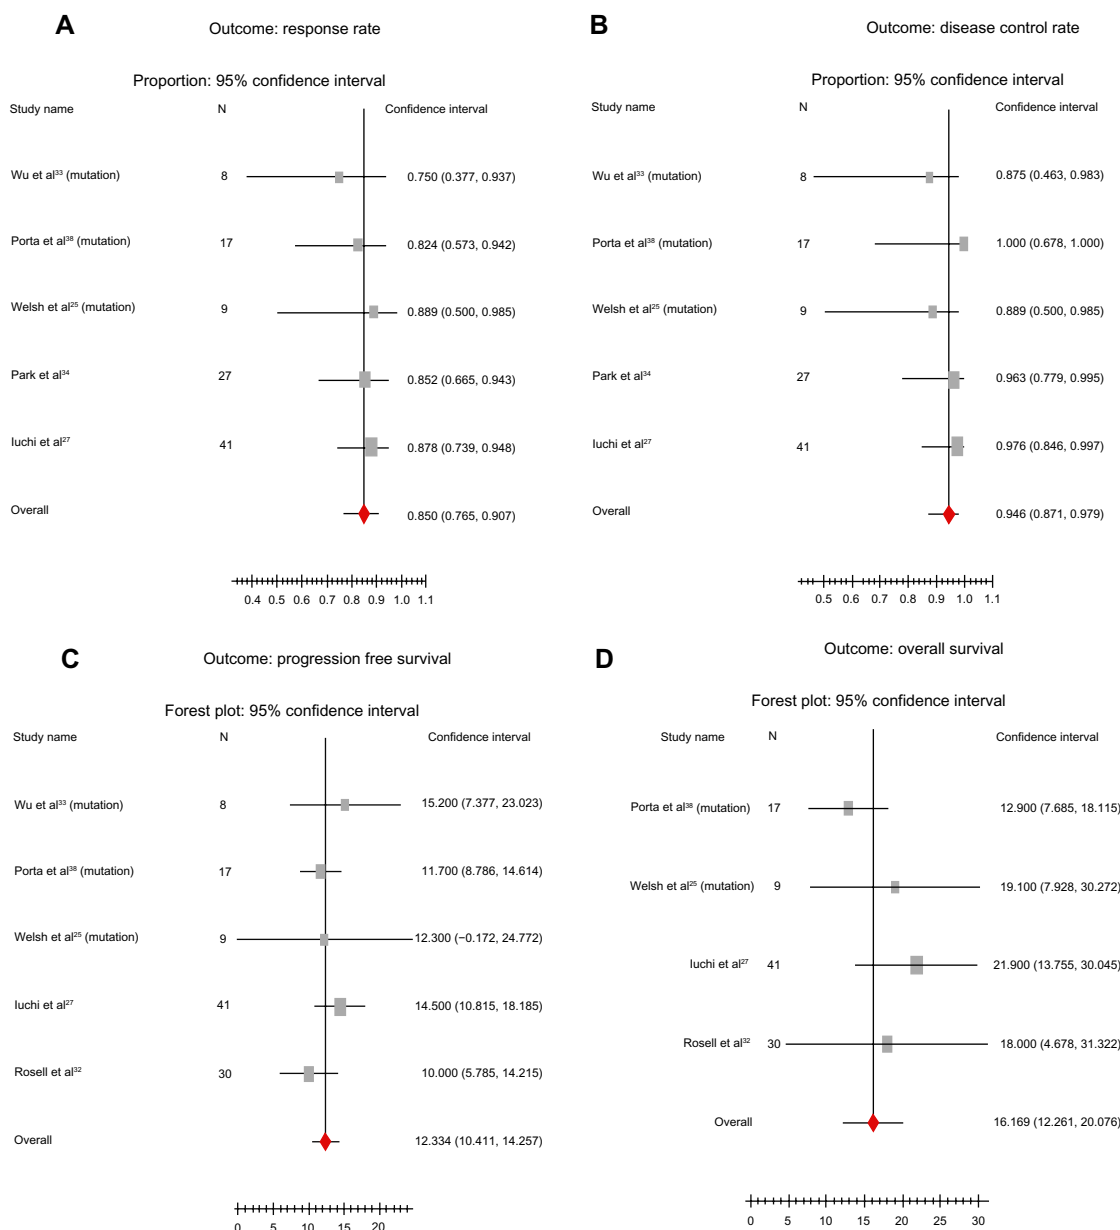 A
Outcome: response rate
Proportion: 95% confidence interval
Study name N Confidence interval
Wu et al³³ (mutation) 8 0.750 (0.377, 0.937)
Porta et al³⁸ (mutation) 17 0.824 (0.573, 0.942)
Welsh et al²⁵ (mutation) 9 0.889 (0.500, 0.985)
Park et al³⁴ 27 0.852 (0.665, 0.943)
Iuchi et al²⁷ 41 0.878 (0.739, 0.948)
Overall 0.850 (0.765, 0.907)
0.4 0.5 0.6 0.7 0.8 0.9 1.0 1.1
B
Outcome: disease control rate
Proportion: 95% confidence interval
Study name N Confidence interval
Wu et al³³ (mutation) 8 0.875 (0.463, 0.983)
Porta et al³⁸ (mutation) 17 1.000 (0.678, 1.000)
Welsh et al²⁵ (mutation) 9 0.889 (0.500, 0.985)
Park et al³⁴ 27 0.963 (0.779, 0.995)
Iuchi et al²⁷ 41 0.976 (0.846, 0.997)
Overall 0.946 (0.871, 0.979)
0.5 0.6 0.7 0.8 0.9 1.0 1.1
C
Outcome: progression free survival
Forest plot: 95% confidence interval
Study name N Confidence interval
Wu et al³³ (mutation) 8 15.200 (7.377, 23.023)
Porta et al³⁸ (mutation) 17 11.700 (8.786, 14.614)
Welsh et al²⁵ (mutation) 9 12.300 (−0.172, 24.772)
Iuchi et al²⁷ 41 14.500 (10.815, 18.185)
Rosell et al³² 30 10.000 (5.785, 14.215)
Overall 12.334 (10.411, 14.257)
0 5 10 15 20
D
Outcome: overall survival
Forest plot: 95% confidence interval
Study name N Confidence interval
Porta et al³⁸ (mutation) 17 12.900 (7.685, 18.115)
Welsh et al²⁵ (mutation) 9 19.100 (7.928, 30.272)
Iuchi et al²⁷ 41 21.900 (13.755, 30.045)
Rosell et al³² 30 18.000 (4.678, 31.322)
Overall 16.169 (12.261, 20.076)
0 5 10 15 20 25 30